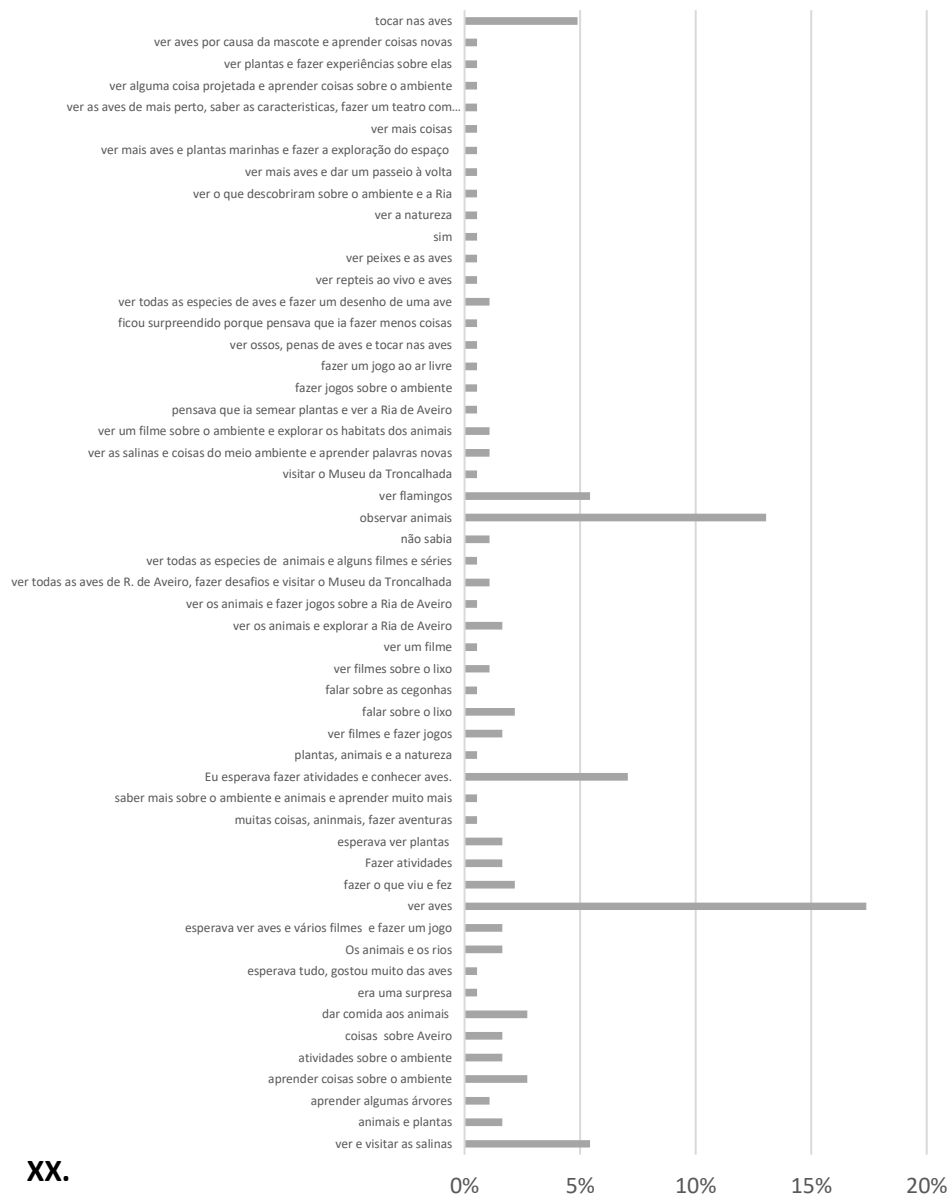 tocar nas aves
ver aves por causa da mascote e aprender coisas novas
ver plantas e fazer experiências sobre elas
ver alguma coisa projetada e aprender coisas sobre o ambiente
ver as aves de mais perto, saber as caracteristicas, fazer um teatro com…
ver mais coisas
ver mais aves e plantas marinhas e fazer a exploração do espaço
ver mais aves e dar um passeio à volta
ver o que descobriram sobre o ambiente e a Ria
ver a natureza
sim
ver peixes e as aves
ver repteis ao vivo e aves
ver todas as especies de aves e fazer um desenho de uma ave
ficou surpreendido porque pensava que ia fazer menos coisas
ver ossos, penas de aves e tocar nas aves
fazer um jogo ao ar livre
fazer jogos sobre o ambiente
pensava que ia semear plantas e ver a Ria de Aveiro
ver um filme sobre o ambiente e explorar os habitats dos animais
ver as salinas e coisas do meio ambiente e aprender palavras novas
visitar o Museu da Troncalhada
ver flamingos
observar animais
não sabia
ver todas as especies de animais e alguns filmes e séries
ver todas as aves de R. de Aveiro, fazer desafios e visitar o Museu da Troncalhada
ver os animais e fazer jogos sobre a Ria de Aveiro
ver os animais e explorar a Ria de Aveiro
ver um filme
ver filmes sobre o lixo
falar sobre as cegonhas
falar sobre o lixo
ver filmes e fazer jogos
plantas, animais e a natureza
Eu esperava fazer atividades e conhecer aves.
saber mais sobre o ambiente e animais e aprender muito mais
muitas coisas, aninmais, fazer aventuras
esperava ver plantas
Fazer atividades
fazer o que viu e fez
ver aves
esperava ver aves e vários filmes e fazer um jogo
Os animais e os rios
esperava tudo, gostou muito das aves
era uma surpresa
dar comida aos animais
coisas sobre Aveiro
atividades sobre o ambiente
aprender coisas sobre o ambiente
aprender algumas árvores
animais e plantas
ver e visitar as salinas
XX.
0% 5% 10% 15% 20%